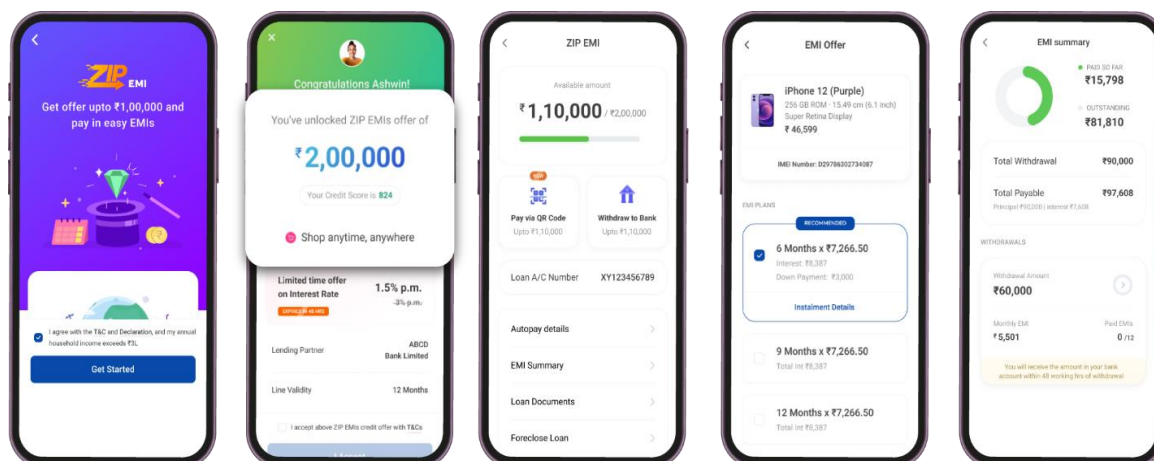 ZIP EMI
Get offer upto ₹1,00,000 and
pay in easy EMIs
I agree with the T&C and Declaration, and my annual
household income exceeds ₹3L
Get Started
Congratulations Ashwin!
You've unlocked ZIP EMIs offer of
₹2,00,000
Your Credit Score is 824
Shop anytime, anywhere
Limited time offer
on Interest Rate
1.5% p.m.
3% p.m.
EXPIRES IN 48 HRS
Lending Partner
ABCD
Bank Limited
Line Validity
12 Months
I accept above ZIP EMIs credit offer with T&Cs
I Accept
ZIP EMI
Available amount
₹1,10,000 / ₹2,00,000
NEW
Pay via QR Code
Upto ₹1,10,000
Withdraw to Bank
Upto ₹1,10,000
Loan A/C Number
XY123456789
Autopay details
EMI Summary
Loan Documents
Foreclose Loan
EMI Offer
iPhone 12 (Purple)
256 GB ROM · 15.49 cm (6.1 inch)
Super Retina Display
₹ 46,599
IMEI Number: D29786302734087
EMI PLANS
RECOMMENDED
6 Months x ₹7,266.50
Interest: ₹8,387
Down Payment: ₹3,000
Instalment Details
9 Months x ₹7,266.50
Total Int ₹8,387
12 Months x ₹7,266.50
Total Int ₹8,387
EMI summary
PAID SO FAR
₹15,798
OUTSTANDING
₹81,810
Total Withdrawal
₹90,000
Total Payable
₹97,608
Principal ₹90,000 | interest ₹7,608
WITHDRAWALS
Withdrawal Amount
₹60,000
Monthly EMI
₹5,501
Paid EMIs
0 /12
You will receive the amount in your bank
account within 48 working hrs of withdrawal